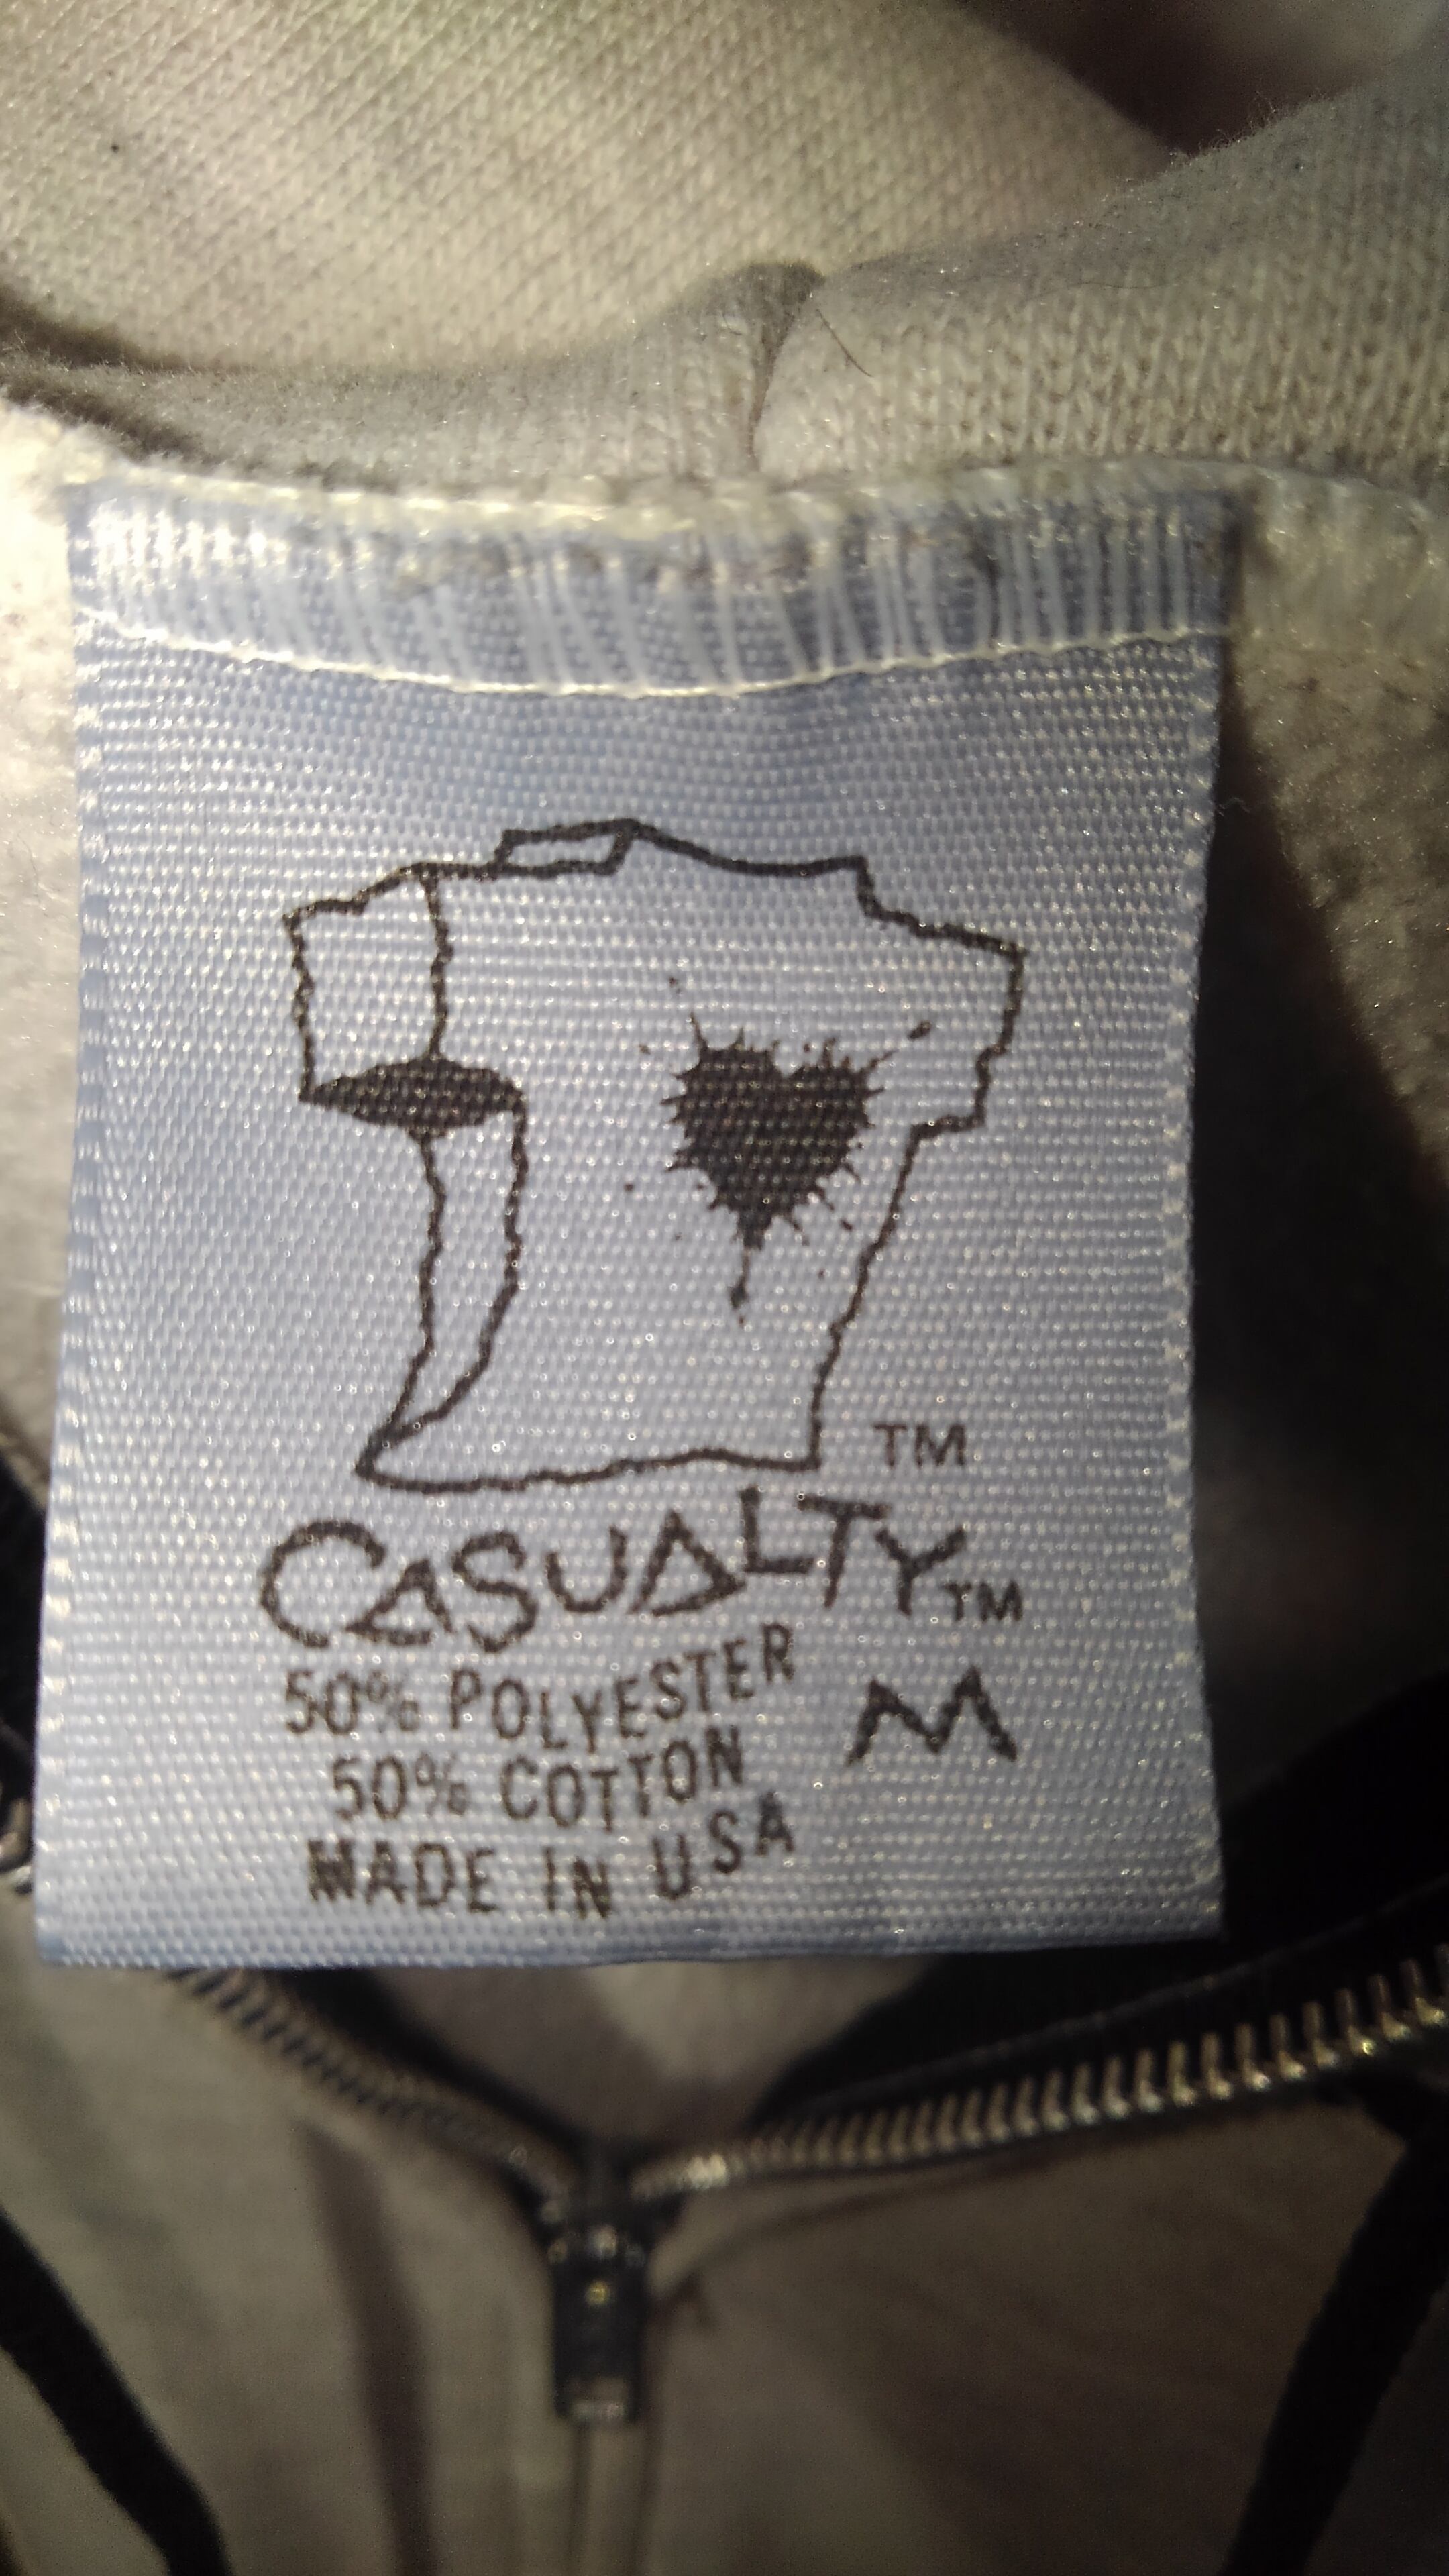 TM
CASUALTY TM
50% POLYESTER
50% COTTON
M
MADE IN USA